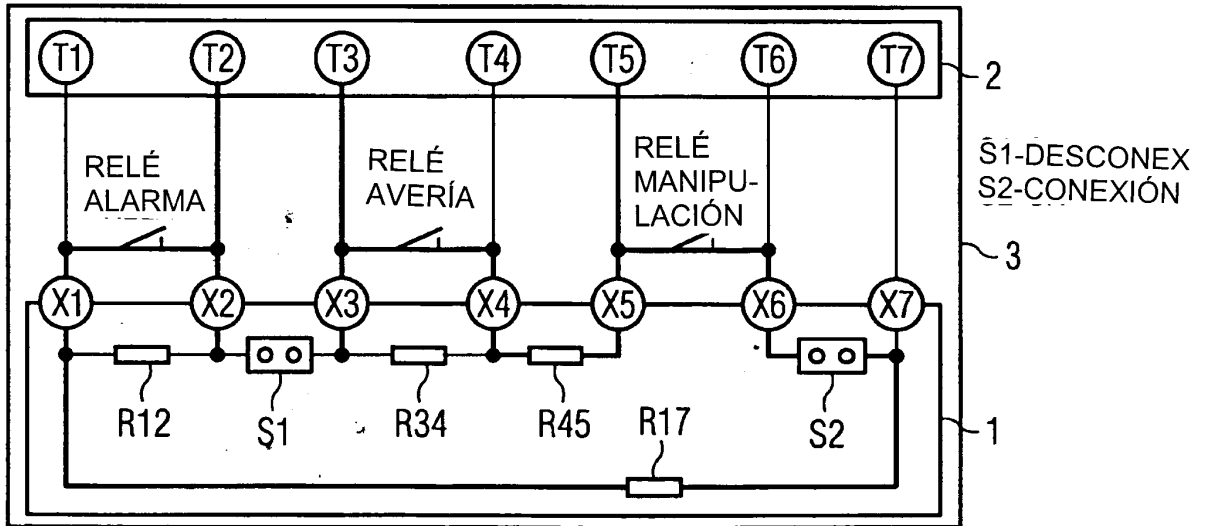 T1 T2 T3 T4 T5 T6 T7
2
RELÉ
ALARMA
RELÉ
AVERÍA
RELÉ
MANIPU-
LACIÓN
S1-DESCONEX
S2-CONEXIÓN
3
X1 X2 X3 X4 X5 X6 X7
R12 S1 R34 R45 R17 S2 1